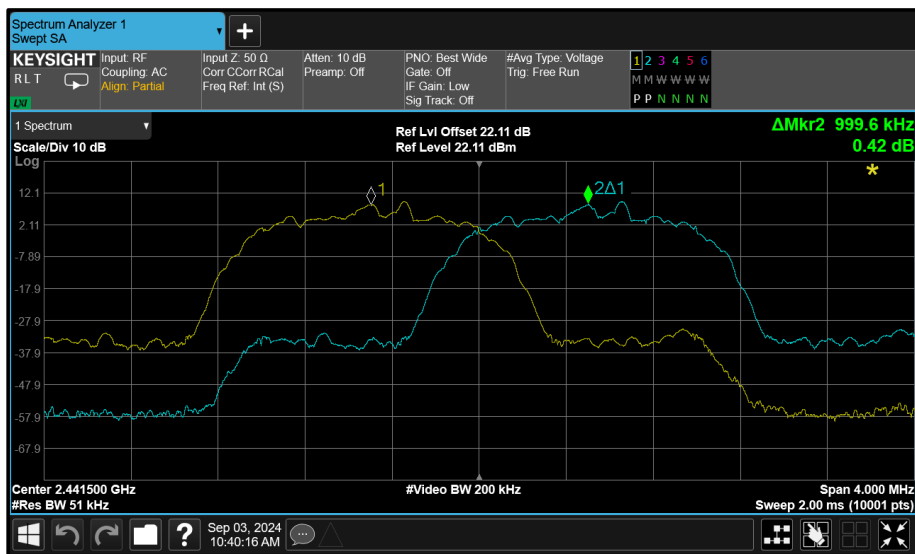 Spectrum Analyzer 1
Swept SA
+
KEYSIGHT
R L T
LXI
Input: RF
Coupling: AC
Align: Partial
Input Z: 50 Ω
Corr CCorr RCal
Freq Ref: Int (S)
Atten: 10 dB
Preamp: Off
PNO: Best Wide
Gate: Off
IF Gain: Low
Sig Track: Off
#Avg Type: Voltage
Trig: Free Run
1 2 3 4 5 6
M M W W W W
P P N N N N
1 Spectrum
Scale/Div 10 dB
Log
Ref Lvl Offset 22.11 dB
Ref Level 22.11 dBm
ΔMkr2 999.6 kHz
0.42 dB
*
1
2Δ1
12.1
2.11
-7.89
-17.9
-27.9
-37.9
-47.9
-57.9
-67.9
Center 2.441500 GHz
#Res BW 51 kHz
#Video BW 200 kHz
Span 4.000 MHz
Sweep 2.00 ms (10001 pts)
?
Sep 03, 2024
10:40:16 AM